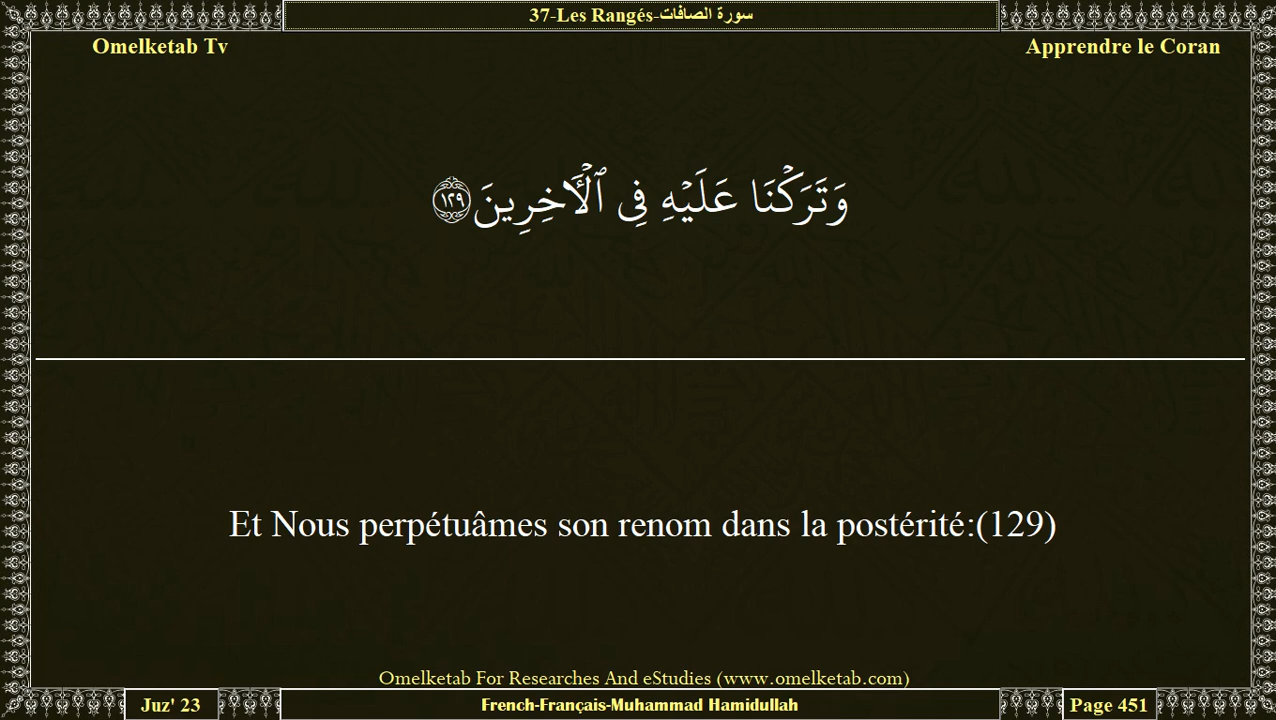 37-Les Rangés-سورة الصافات
Omelketab Tv
Apprendre le Coran
وَتَرَكۡنَا عَلَيۡهِ فِي ٱلۡأٓخِرِينَ ١٢٩
Et Nous perpétuâmes son renom dans la postérité:(129)
Omelketab For Researches And eStudies (www.omelketab.com)
Juz' 23
French-Français-Muhammad Hamidullah
Page 451